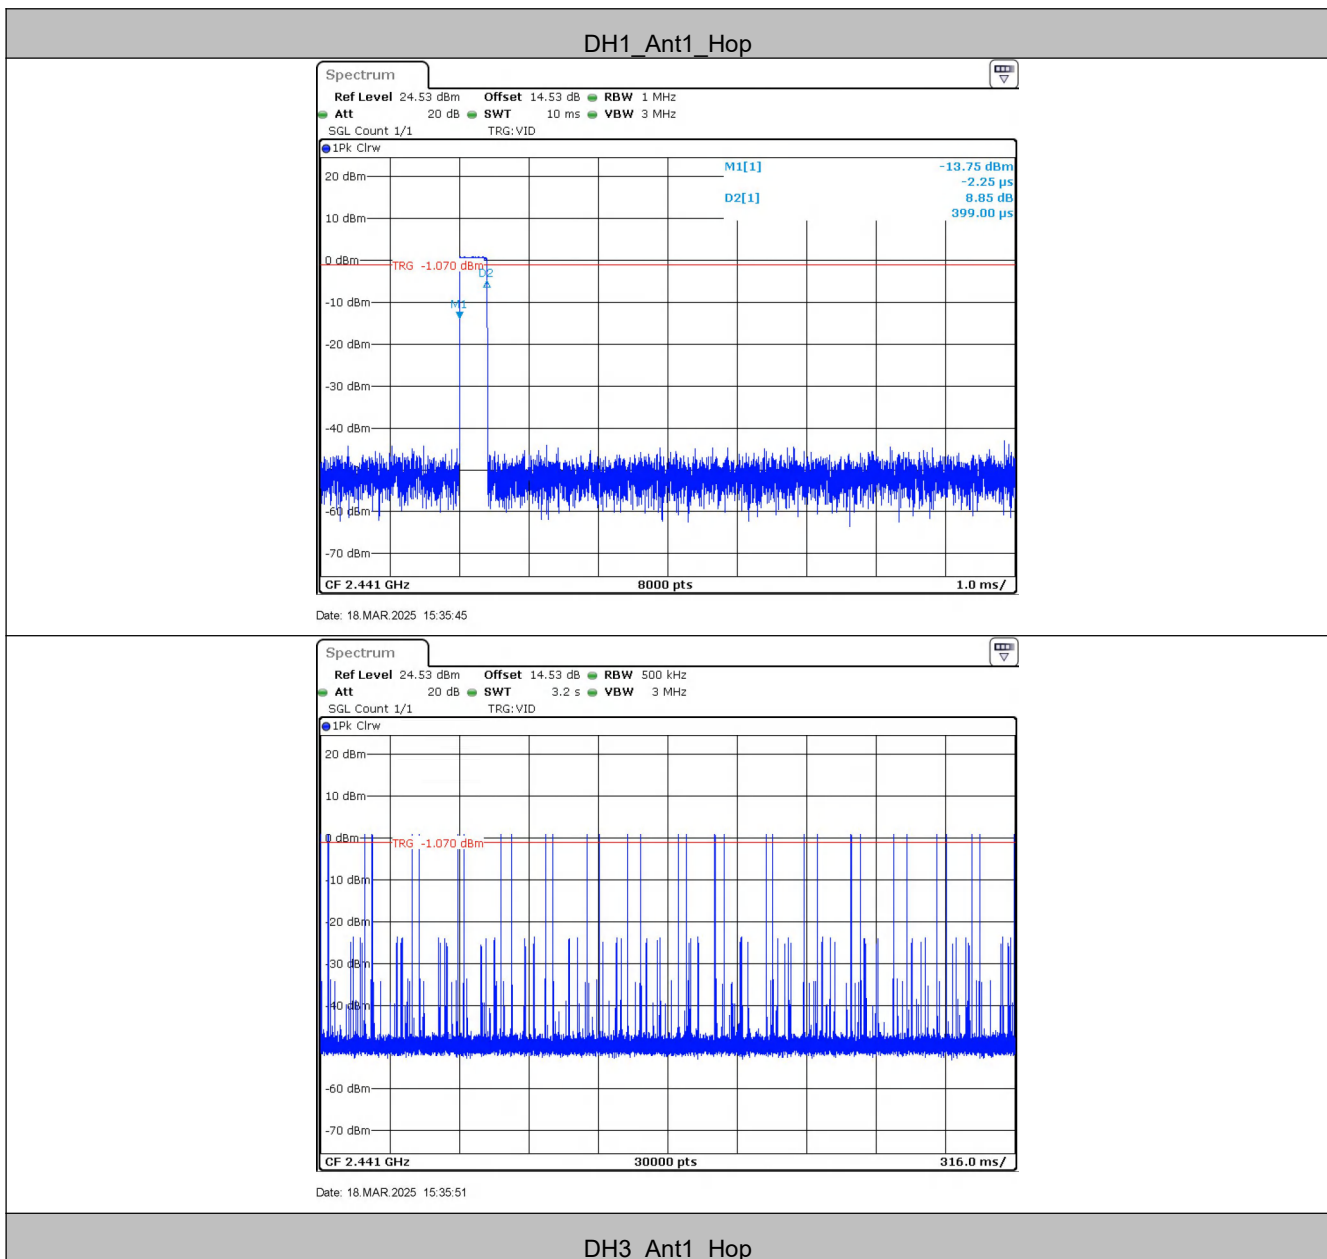 DH1_Ant1_Hop
Spectrum
Ref Level 24.53 dBm Offset 14.53 dB RBW 1 MHz
Att 20 dB SWT 10 ms VBW 3 MHz
SGL Count 1/1 TRG:VID
1Pk Clrw
M1[1] -13.75 dBm
-2.25 µs
D2[1] 8.85 dB
399.00 µs
20 dBm
10 dBm
0 dBm
TRG -1.070 dBm
D2
M1
-10 dBm
-20 dBm
-30 dBm
-40 dBm
-60 dBm
-70 dBm
CF 2.441 GHz 8000 pts 1.0 ms/
Date: 18.MAR.2025 15:35:45
Spectrum
Ref Level 24.53 dBm Offset 14.53 dB RBW 500 kHz
Att 20 dB SWT 3.2 s VBW 3 MHz
SGL Count 1/1 TRG:VID
1Pk Clrw
20 dBm
10 dBm
0 dBm
TRG -1.070 dBm
-10 dBm
-20 dBm
-30 dBm
-40 dBm
-60 dBm
-70 dBm
CF 2.441 GHz 30000 pts 316.0 ms/
Date: 18.MAR.2025 15:35:51
DH3_Ant1_Hop